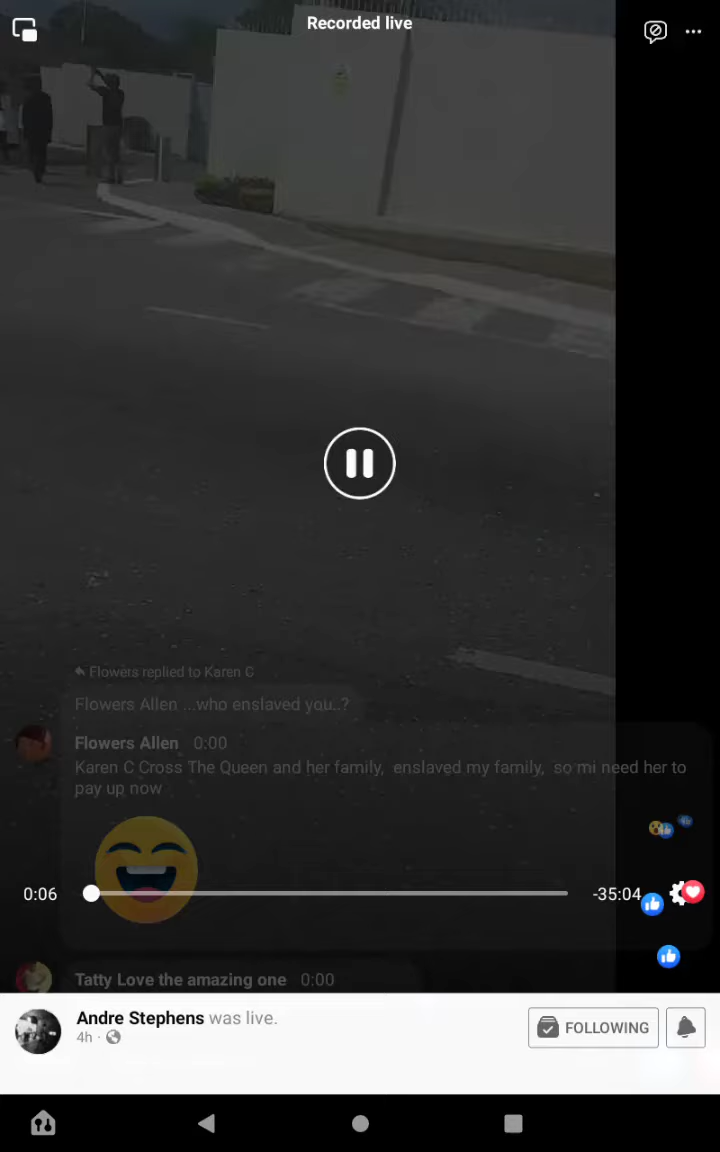 Recorded live
Flowers replied to Karen C
Flowers Allen ...who enslaved you..?
Flowers Allen 0:00
Karen C Cross The Queen and her family, enslaved my family, so mi need her to
pay up now
0:06
-35:04
Tatty Love the amazing one 0:00
Andre Stephens was live.
4h ·
FOLLOWING